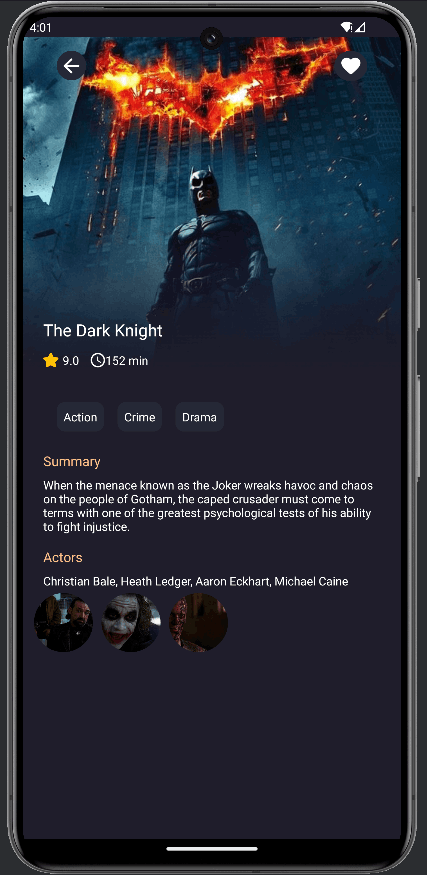 4:01
The Dark Knight
9.0 152 min
Action Crime Drama
Summary
When the menace known as the Joker wreaks havoc and chaos
on the people of Gotham, the caped crusader must come to
terms with one of the greatest psychological tests of his ability
to fight injustice.
Actors
Christian Bale, Heath Ledger, Aaron Eckhart, Michael Caine